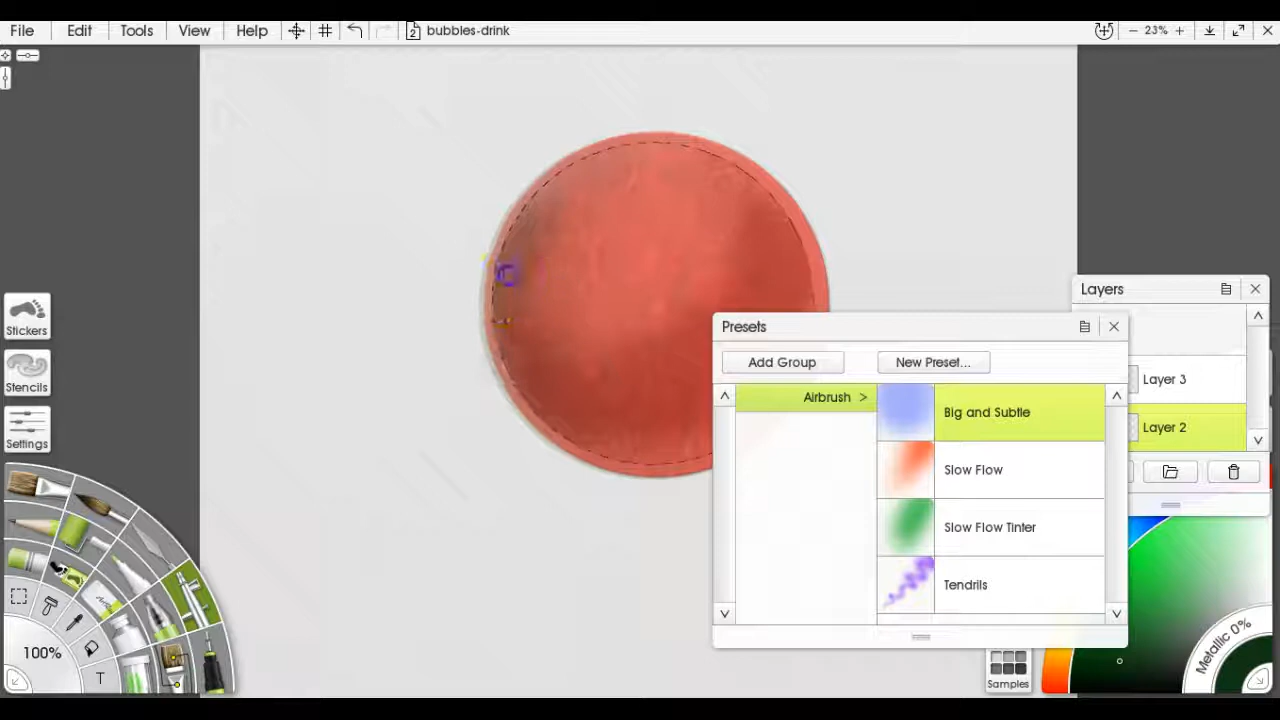 File Edit Tools View Help 2 bubbles-drink − 23% +
Layers
Stickers
Presets
Add Group New Preset...
Layer 3
Stencils
Airbrush > Big and Subtle
Layer 2
Settings
Slow Flow
Slow Flow Tinter
Tendrils
100%
T
Metallic 0%
Samples